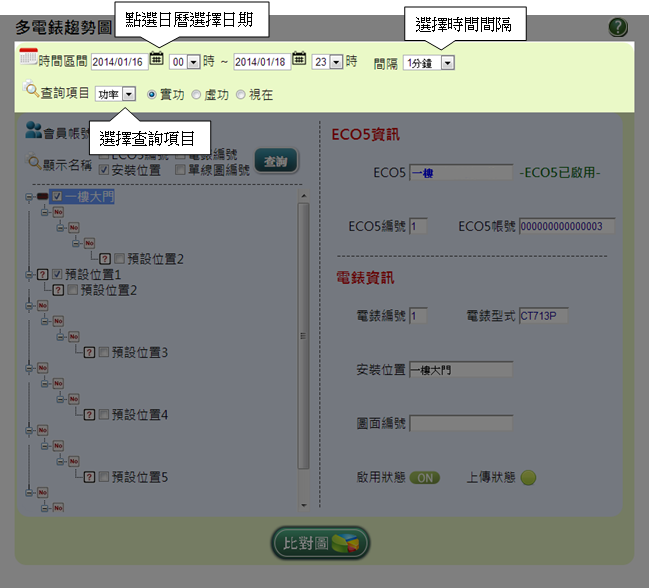 多電錶趨勢圖
點選日曆選擇日期
選擇時間間隔
時間區間 2014/01/16 00 時 ~ 2014/01/18 23 時 間隔 1分鐘
查詢項目 功率 實功 虛功 視在
選擇查詢項目
會員帳號
顯示名稱 ECO5編號 電錶編號
安裝位置 單線圖編號
查詢
一樓大門
No
No
No
預設位置2
預設位置1
預設位置2
No
No
No
預設位置3
No
No
No
預設位置4
No
No
No
預設位置5
No
No
ECO5資訊
ECO5 一樓 -ECO5已啟用-
ECO5編號 1 ECO5帳號 000000000000003
電錶資訊
電錶編號 1 電錶型式 CT713P
安裝位置 一樓大門
圖面編號
啟用狀態 ON 上傳狀態
比對圖